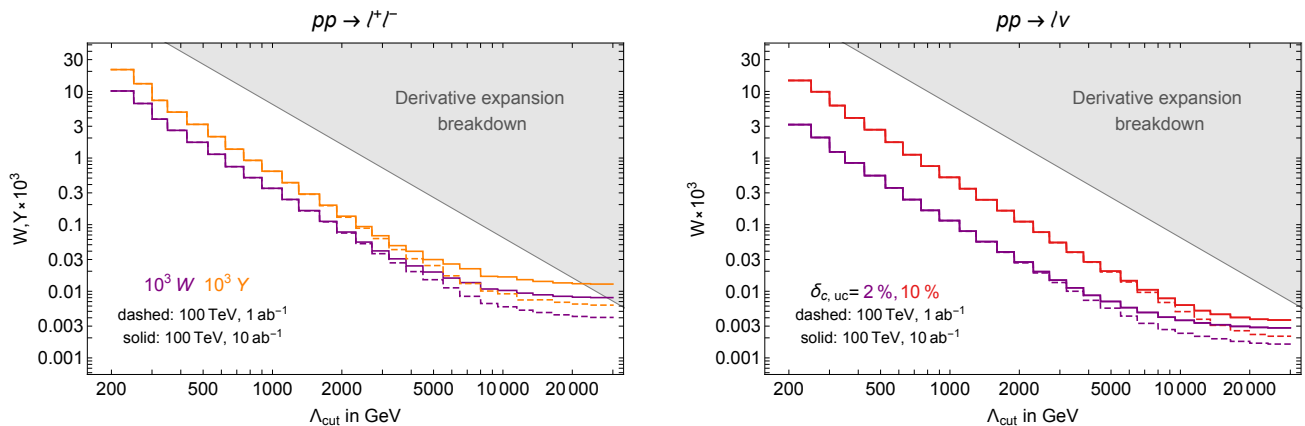 pp → l⁺l⁻
30
10
3
1
0.3
0.1
0.03
0.01
0.003
0.001
W,Y×10³
Derivative expansion
breakdown
10³ W 10³ Y
dashed: 100 TeV, 1 ab⁻¹
solid: 100 TeV, 10 ab⁻¹
200 500 1000 2000 5000 10 000 20 000
Λcut in GeV
pp → lν
30
10
3
1
0.3
0.1
0.03
0.01
0.003
0.001
W×10³
Derivative expansion
breakdown
δc, uc= 2 %, 10 %
dashed: 100 TeV, 1 ab⁻¹
solid: 100 TeV, 10 ab⁻¹
200 500 1000 2000 5000 10 000 20 000
Λcut in GeV